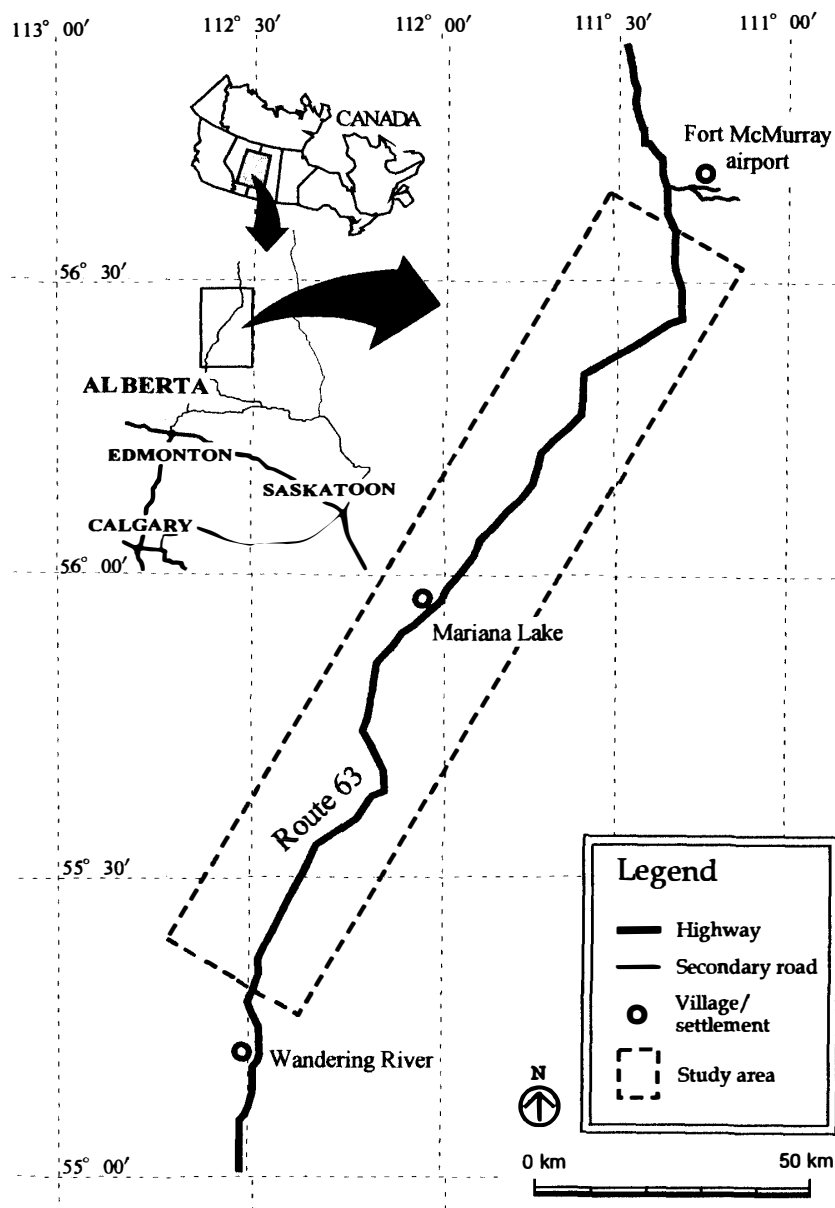 113° 00'
112° 30'
112° 00'
111° 30'
111° 00'
CANADA
Fort McMurray
airport
56° 30'
ALBERTA
EDMONTON
SASKATOON
CALGARY
56° 00'
Mariana Lake
Route 63
55° 30'
Legend
Highway
Secondary road
Village/
settlement
Study area
Wandering River
N
55° 00'
0 km
50 km